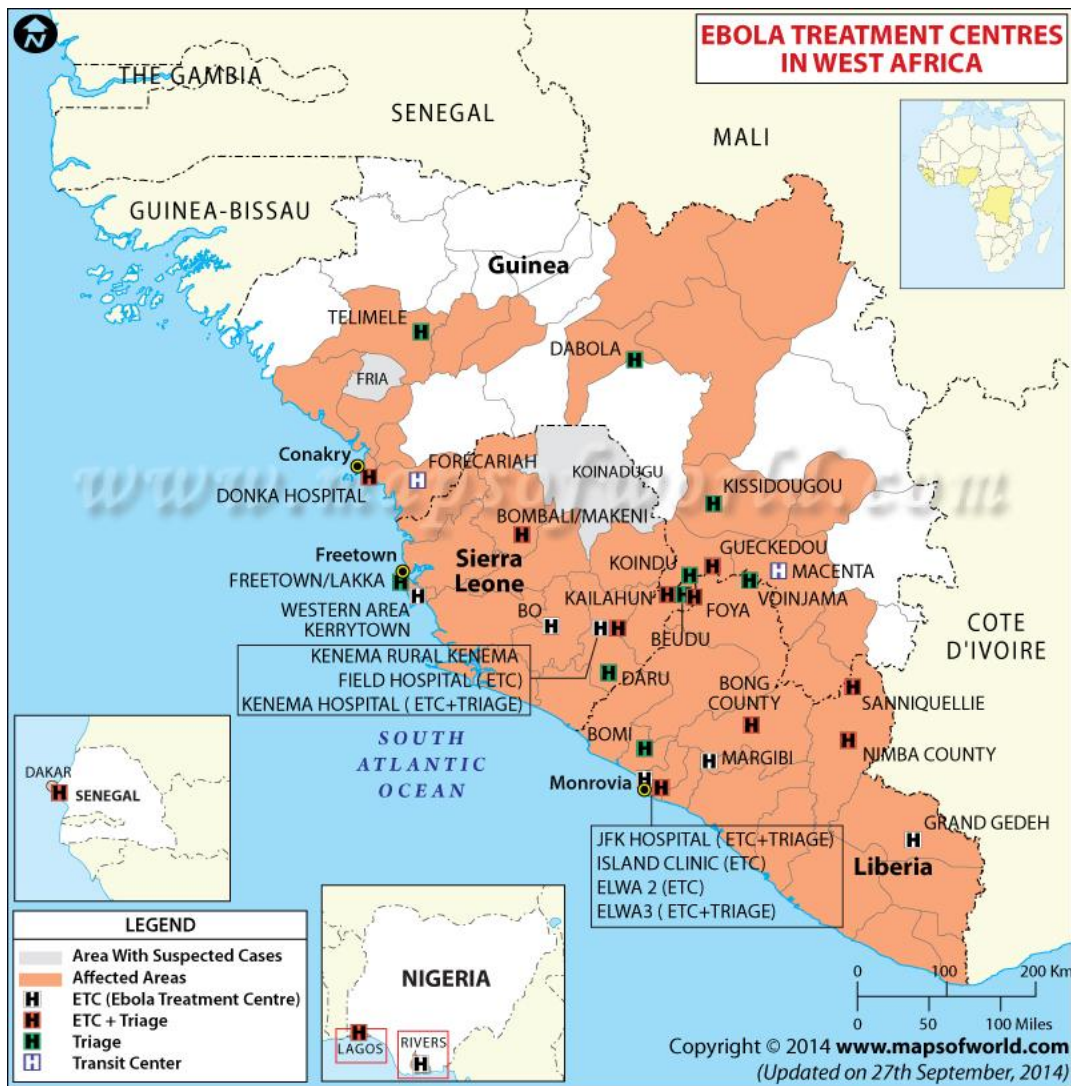 EBOLA TREATMENT CENTRES
IN WEST AFRICA
N
THE GAMBIA
SENEGAL
MALI
GUINEA-BISSAU
Guinea
TELIMELE
DABOLA
FRIA
Conakry
FORECARIAH
KOINADUGU
DONKA HOSPITAL
KISSIDOUGOU
www.mapsofworld.com
BOMBALI/MAKENI
Freetown
Sierra
Leone
KOINDU
GUECKEDOU
MACENTA
FREETOWN/LAKKA
KAILAHUN
VOINJAMA
WESTERN AREA
KERRYTOWN
BO
FOYA
BEUDU
COTE
D'IVOIRE
KENEMA RURAL KENEMA
FIELD HOSPITAL ( ETC)
KENEMA HOSPITAL ( ETC+TRIAGE)
DARU
BONG
COUNTY
SANNIQUELLIE
BOMI
MARGIBI
NIMBA COUNTY
SOUTH
ATLANTIC
OCEAN
Monrovia
DAKAR
SENEGAL
GRAND GEDEH
JFK HOSPITAL ( ETC+TRIAGE)
ISLAND CLINIC (ETC)
ELWA 2 (ETC)
ELWA3 ( ETC+TRIAGE)
Liberia
LEGEND
Area With Suspected Cases
Affected Areas
H ETC (Ebola Treatment Centre)
H ETC + Triage
H Triage
H Transit Center
NIGERIA
LAGOS
RIVERS
0 100 200 Km
0 50 100 Miles
Copyright © 2014 www.mapsofworld.com
(Updated on 27th September, 2014)